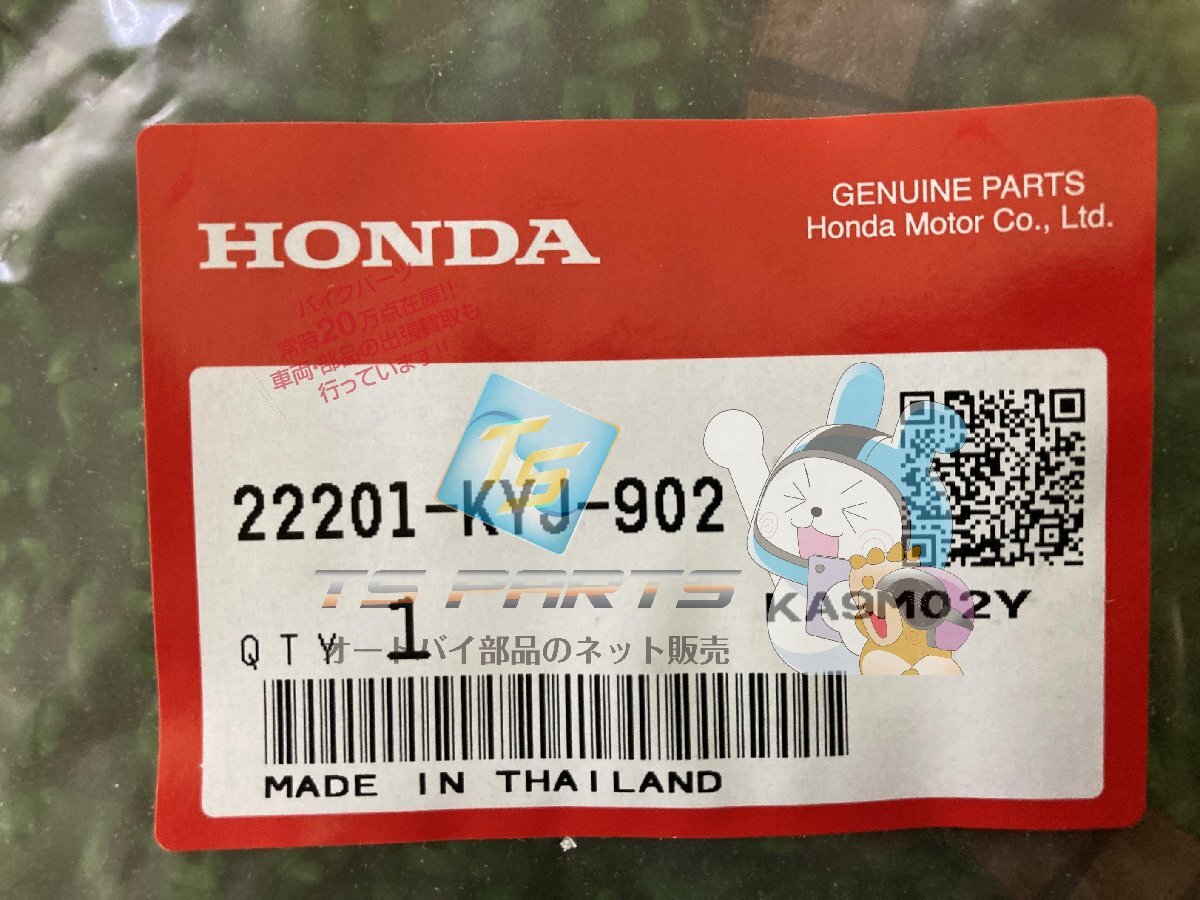 HONDA
GENUINE PARTS
Honda Motor Co., Ltd.
バイクパーツ
常時20万点在庫!!
車両・部品の出張買取も
行っています!!
TS
22201-KYJ-902
TS PARTS
KA9M02Y
QTY 1
オートバイ部品のネット販売
MADE IN THAILAND